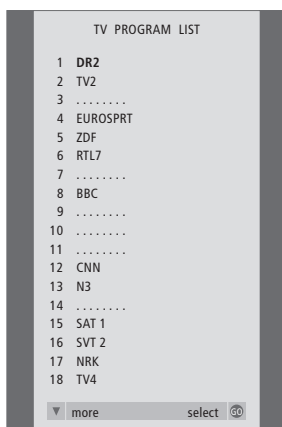 TV PROGRAM LIST
1 DR2
2 TV2
3 . . . . . . . .
4 EUROSPRT
5 ZDF
6 RTL7
7 . . . . . . . .
8 BBC
9 . . . . . . . .
10 . . . . . . . .
11 . . . . . . . .
12 CNN
13 N3
14 . . . . . . . .
15 SAT 1
16 SVT 2
17 NRK
18 TV4
▼ more select GO